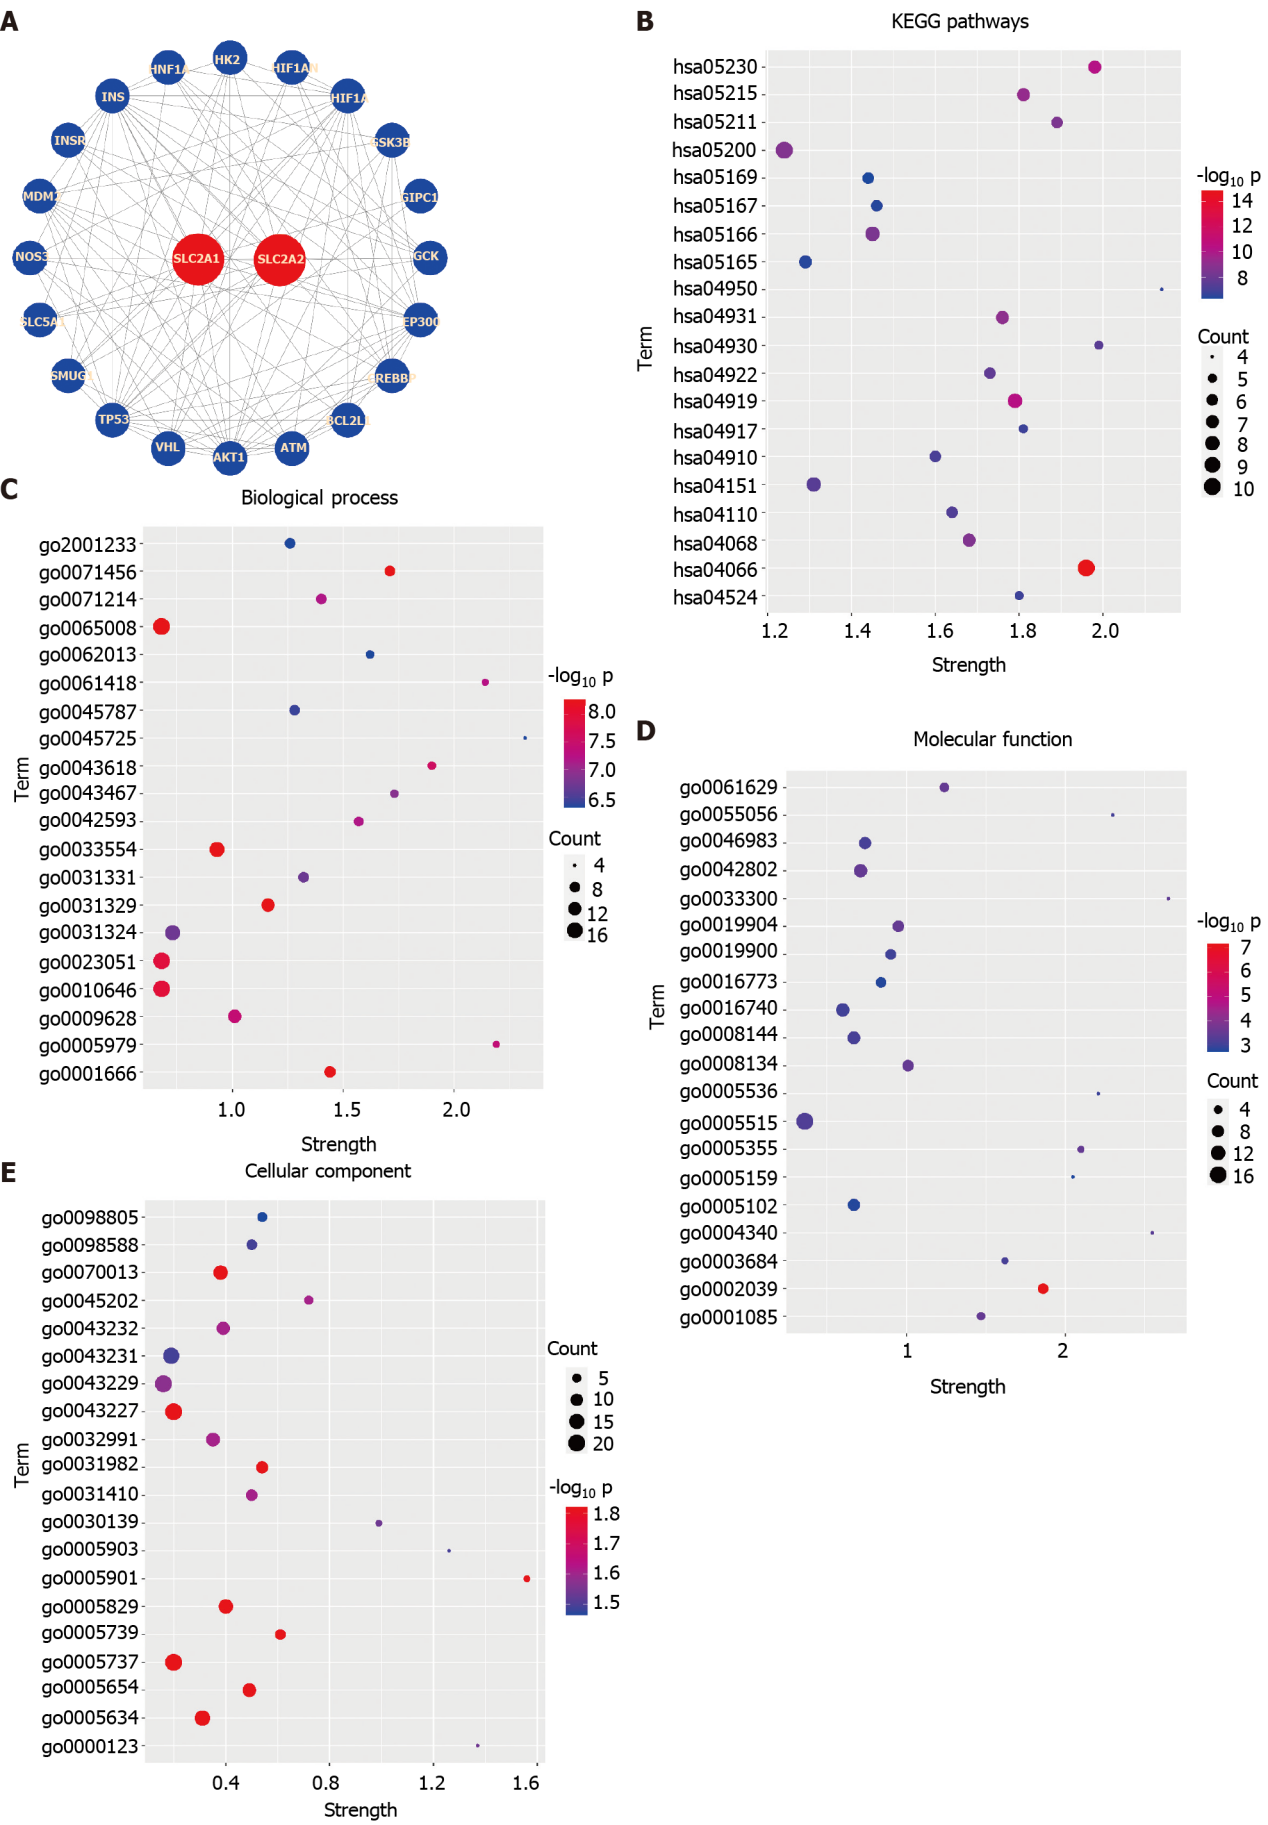 A
HNF1A
HK2
HIF1AN
INS
HIF1A
INSR
GSK3B
MDM2
GIPC1
NOS3
SLC2A1
SLC2A2
GCK
SLC5A1
EP300
SMUG1
CREBBP
TP53
BCL2L1
VHL
AKT1
ATM
B
KEGG pathways
Term
hsa05230
hsa05215
hsa05211
hsa05200
hsa05169
hsa05167
hsa05166
hsa05165
hsa04950
hsa04931
hsa04930
hsa04922
hsa04919
hsa04917
hsa04910
hsa04151
hsa04110
hsa04068
hsa04066
hsa04524
1.2 1.4 1.6 1.8 2.0
Strength
-log10 p
14
12
10
8
Count
4
5
6
7
8
9
10
C
Biological process
Term
go2001233
go0071456
go0071214
go0065008
go0062013
go0061418
go0045787
go0045725
go0043618
go0043467
go0042593
go0033554
go0031331
go0031329
go0031324
go0023051
go0010646
go0009628
go0005979
go0001666
1.0 1.5 2.0
Strength
-log10 p
8.0
7.5
7.0
6.5
Count
4
8
12
16
D
Molecular function
Term
go0061629
go0055056
go0046983
go0042802
go0033300
go0019904
go0019900
go0016773
go0016740
go0008144
go0008134
go0005536
go0005515
go0005355
go0005159
go0005102
go0004340
go0003684
go0002039
go0001085
1 2
Strength
-log10 p
7
6
5
4
3
Count
4
8
12
16
E
Cellular component
Term
go0098805
go0098588
go0070013
go0045202
go0043232
go0043231
go0043229
go0043227
go0032991
go0031982
go0031410
go0030139
go0005903
go0005901
go0005829
go0005739
go0005737
go0005654
go0005634
go0000123
0.4 0.8 1.2 1.6
Strength
Count
5
10
15
20
-log10 p
1.8
1.7
1.6
1.5